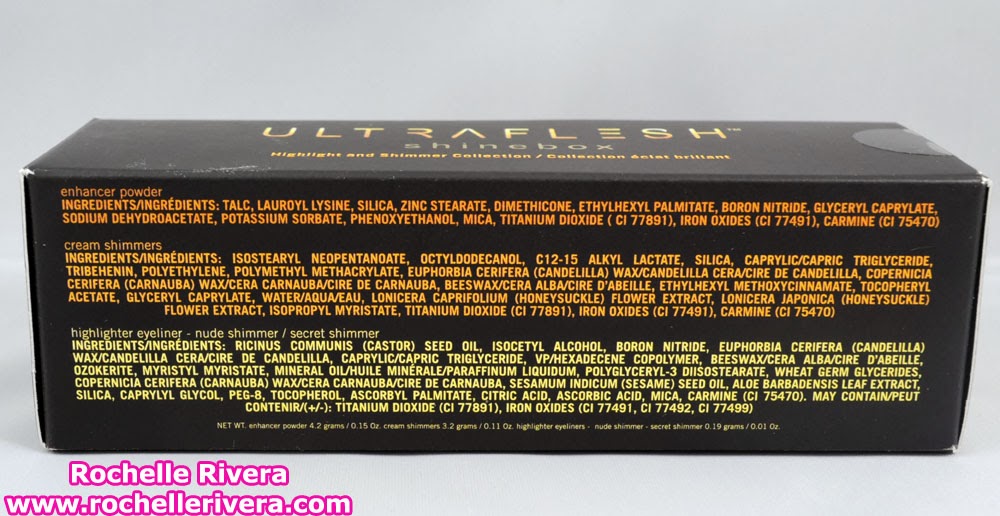 ULTRAFLESH™
shinebox
Highlight and Shimmer Collection / Collection éclat brillant
enhancer powder
INGREDIENTS/INGRÉDIENTS: TALC, LAUROYL LYSINE, SILICA, ZINC STEARATE, DIMETHICONE, ETHYLHEXYL PALMITATE, BORON NITRIDE, GLYCERYL CAPRYLATE,
SODIUM DEHYDROACETATE, POTASSIUM SORBATE, PHENOXYETHANOL, MICA, TITANIUM DIOXIDE ( CI 77891), IRON OXIDES (CI 77491), CARMINE (CI 75470)
cream shimmers
INGREDIENTS/INGRÉDIENTS: ISOSTEARYL NEOPENTANOATE, OCTYLDODECANOL, C12-15 ALKYL LACTATE, SILICA, CAPRYLIC/CAPRIC TRIGLYCERIDE,
TRIBEHENIN, POLYETHYLENE, POLYMETHYL METHACRYLATE, EUPHORBIA CERIFERA (CANDELILLA) WAX/CANDELILLA CERA/CIRE DE CANDELILLA, COPERNICIA
CERIFERA (CARNAUBA) WAX/CERA CARNAUBA/CIRE DE CARNAUBA, BEESWAX/CERA ALBA/CIRE D'ABEILLE, ETHYLHEXYL METHOXYCINNAMATE, TOCOPHERYL
ACETATE, GLYCERYL CAPRYLATE, WATER/AQUA/EAU, LONICERA CAPRIFOLIUM (HONEYSUCKLE) FLOWER EXTRACT, LONICERA JAPONICA (HONEYSUCKLE)
FLOWER EXTRACT, ISOPROPYL MYRISTATE, TITANIUM DIOXIDE (CI 77891), IRON OXIDES (CI 77491), CARMINE (CI 75470)
highlighter eyeliner - nude shimmer / secret shimmer
INGREDIENTS/INGRÉDIENTS: RICINUS COMMUNIS (CASTOR) SEED OIL, ISOCETYL ALCOHOL, BORON NITRIDE, EUPHORBIA CERIFERA (CANDELILLA)
WAX/CANDELILLA CERA/CIRE DE CANDELILLA, CAPRYLIC/CAPRIC TRIGLYCERIDE, VP/HEXADECENE COPOLYMER, BEESWAX/CERA ALBA/CIRE D'ABEILLE,
OZOKERITE, MYRISTYL MYRISTATE, MINERAL OIL/HUILE MINÉRALE/PARAFFINUM LIQUIDUM, POLYGLYCERYL-3 DIISOSTEARATE, WHEAT GERM GLYCERIDES,
COPERNICIA CERIFERA (CARNAUBA) WAX/CERA CARNAUBA/CIRE DE CARNAUBA, SESAMUM INDICUM (SESAME) SEED OIL, ALOE BARBADENSIS LEAF EXTRACT,
SILICA, CAPRYLYL GLYCOL, PEG-8, TOCOPHEROL, ASCORBYL PALMITATE, CITRIC ACID, ASCORBIC ACID, MICA, CARMINE (CI 75470). MAY CONTAIN/PEUT
CONTENIR/(+/-): TITANIUM DIOXIDE (CI 77891), IRON OXIDES (CI 77491, CI 77492, CI 77499)
NET WT. enhancer powder 4.2 grams / 0.15 Oz. cream shimmers 3.2 grams / 0.11 Oz. highlighter eyeliners - nude shimmer - secret shimmer 0.19 grams / 0.01 Oz.
Rochelle Rivera
www.rochellerivera.com